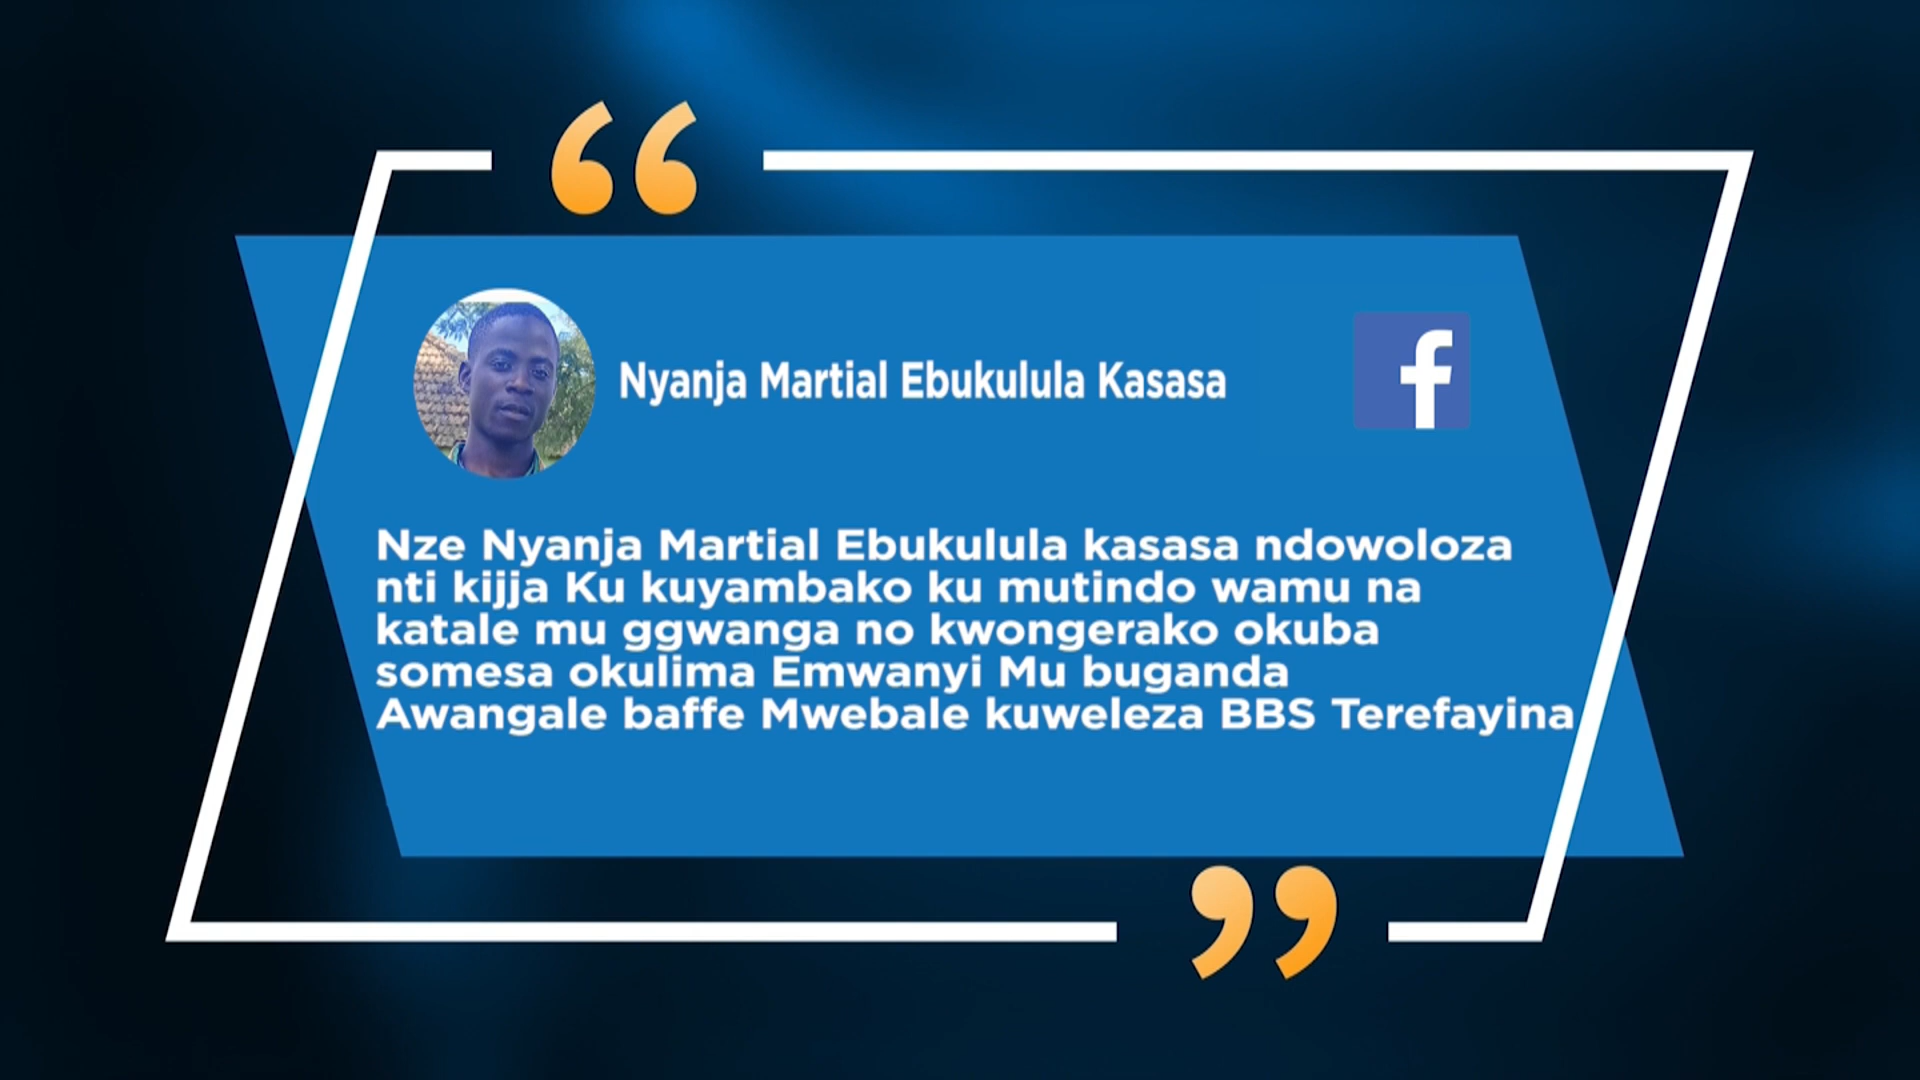 Nyanja Martial Ebukulula Kasasa
Nze Nyanja Martial Ebukulula kasasa ndowoloza
nti kijja Ku kuyambako ku mutindo wamu na
katale mu ggwanga no kwongerako okuba
somesa okulima Emwanyi Mu buganda
Awangale baffe Mwebale kuweleza BBS Terefayina